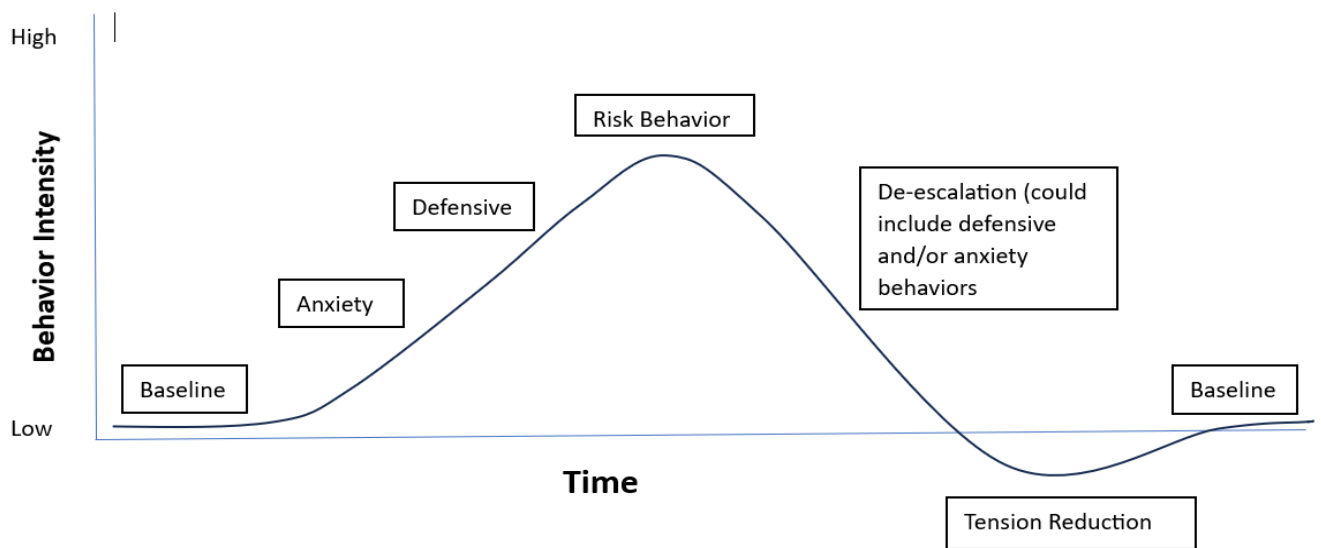 High
Risk Behavior
De-escalation (could
include defensive
and/or anxiety
behaviors
Defensive
Behavior Intensity
Anxiety
Baseline
Baseline
Low
Time
Tension Reduction